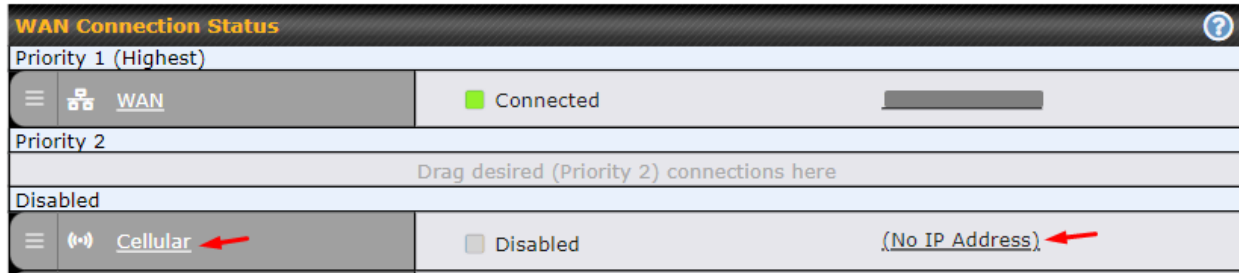 WAN Connection Status
Priority 1 (Highest)
WAN Connected
Priority 2
Drag desired (Priority 2) connections here
Disabled
Cellular Disabled (No IP Address)